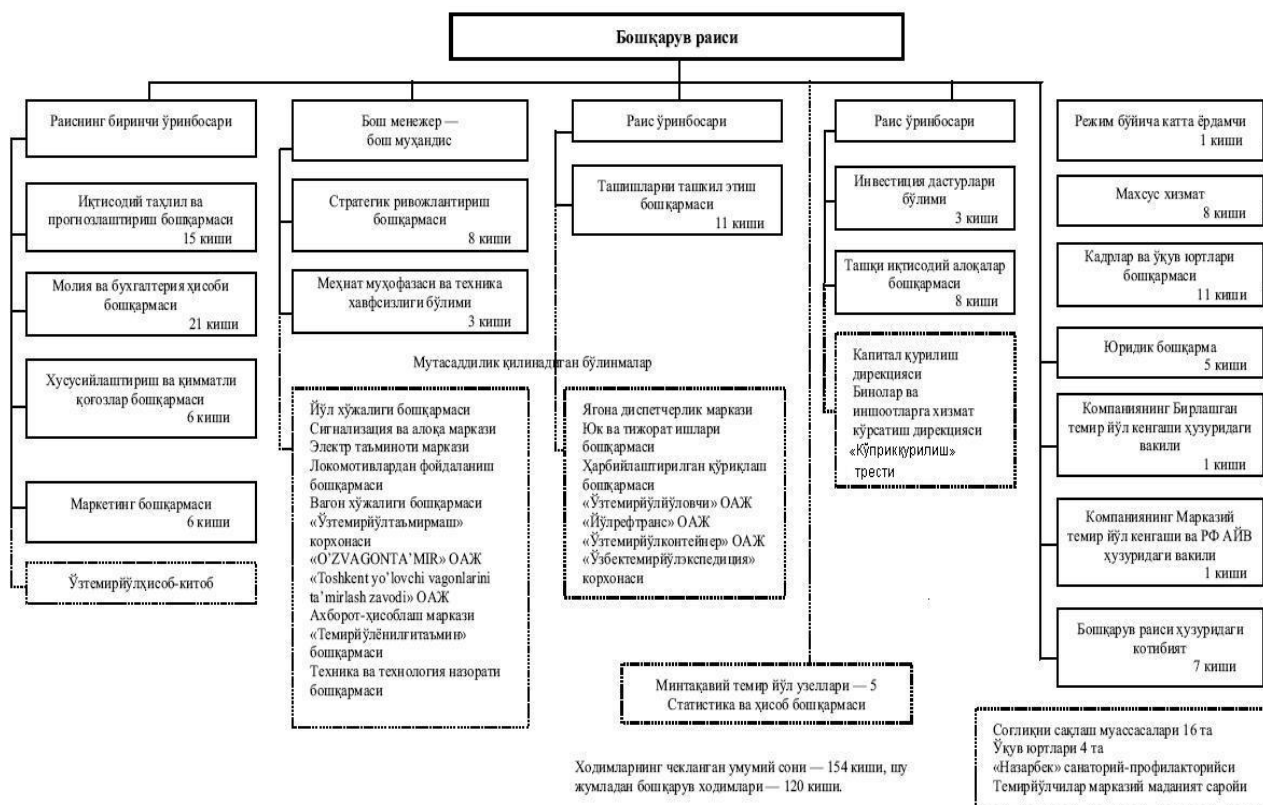 Бошқарув раиси
Раиснинг биринчи ўринбосари
Иқтисодий таҳлил ва
прогнозлаштириш бошқармаси
15 киши
Молия ва бухгалтерия ҳисоби
бошқармаси
21 киши
Хусусийлаштириш ва қимматли
қоғозлар бошқармаси
6 киши
Маркетинг бошқармаси
6 киши
Ўзтемирйўлҳисоб-китоб
Бош менежер —
бош муҳандис
Стратегик ривожлантириш
бошқармаси
8 киши
Меҳнат муҳофазаси ва техника
хавфсизлиги бўлими
3 киши
Мутасаддилик қилинадиган бўлинмалар
Йўл хўжалиги бошқармаси
Сигнализация ва алоқа маркази
Электр таъминоти маркази
Локомотивлардан фойдаланиш
бошқармаси
Вагон хўжалиги бошқармаси
«Ўзтемирйўлтаъмирмаш»
корхонаси
«O’ZVAGONTA’MIR» ОАЖ
«Toshkent yo’lovchi vagonlarini
ta’mirlash zavodi» ОАЖ
Ахборот-ҳисоблаш маркази
«Темирйўлёнилғитаъмин»
бошқармаси
Техника ва технология назорати
бошқармаси
Раис ўринбосари
Ташишларни ташкил этиш
бошқармаси
11 киши
Ягона диспетчерлик маркази
Юк ва тижорат ишлари
бошқармаси
Ҳарбийлаштирилган қўриқлаш
бошқармаси
«Ўзтемирйўлйўловчи» ОАЖ
«Йўлрефтранс» ОАЖ
«Ўзтемирйўлконтейнер» ОАЖ
«Ўзбектемирйўлэкспедиция»
корхонаси
Раис ўринбосари
Инвестиция дастурлари
бўлими
3 киши
Ташқи иқтисодий алоқалар
бошқармаси
8 киши
Капитал қурилиш
дирекцияси
Бинолар ва
иншоотларга хизмат
кўрсатиш дирекцияси
«Кўприкқурилиш»
трести
Режим бўйича катта ёрдамчи
1 киши
Махсус хизмат
8 киши
Кадрлар ва ўқув юртлари
бошқармаси
11 киши
Юридик бошқарма
5 киши
Компаниянинг Бирлашган
темир йўл кенгаши ҳузуридаги
вакили
1 киши
Компаниянинг Марказий
темир йўл кенгаши ва РФ АЙВ
ҳузуридаги вакили
1 киши
Бошқарув раиси ҳузуридаги
котибият
7 киши
Минтақавий темир йўл узеллари — 5
Статистика ва ҳисоб бошқармаси
Соғлиқни сақлаш муассасалари 16 та
Ўқув юртлари 4 та
«Назарбек» санаторий-профилакторийси
Темирйўлчилар марказий маданият саройи
Ходимларнинг чекланган умумий сони — 154 киши, шу
жумладан бошқарув ходимлари — 120 киши.